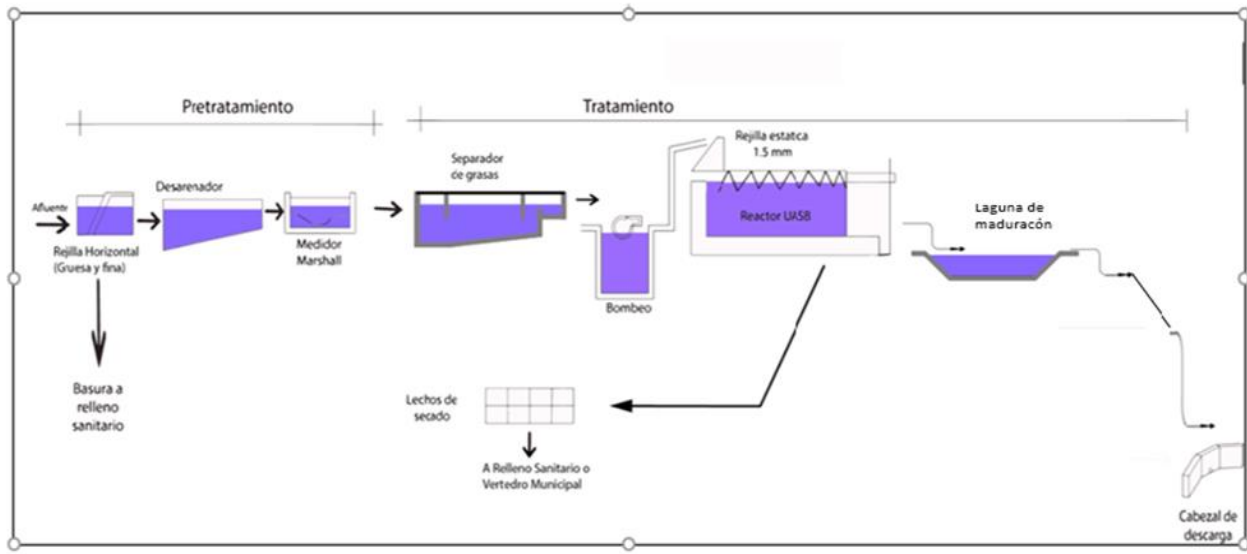 Pretratamiento
Tratamiento
Afluente
Rejilla Horizontal
(Gruesa y fina)
Desarenador
Medidor
Marshall
Separador
de grasas
Bombeo
Rejilla estatca
1.5 mm
Reactor UASB
Laguna de
maduracón
Basura a
relleno
sanitario
Lechos de
secado
A Relleno Sanitario o
Vertedro Municipal
Cabezal de
descarga